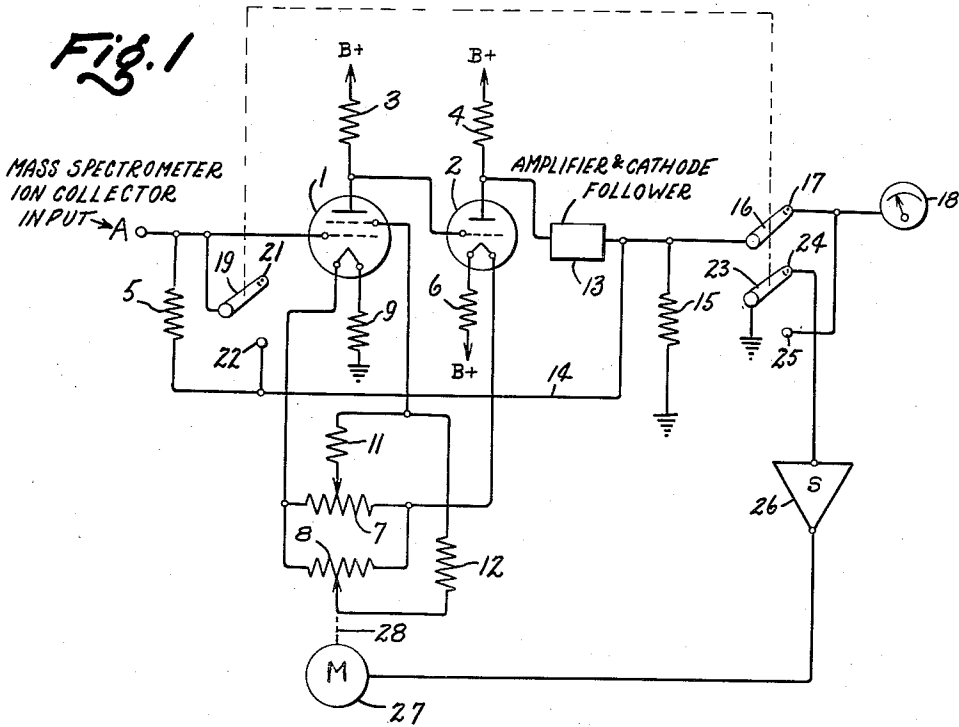 Fig. 1
B+
B+
3
4
MASS SPECTROMETER
ION COLLECTOR
INPUT
A
AMPLIFIER & CATHODE
FOLLOWER
1
2
17
16
18
21
19
24
23
5
9
6
13
15
22
25
B+
14
11
S
26
7
8
12
28
M
27